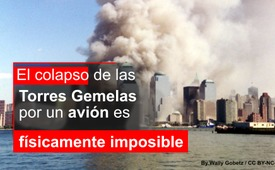 El colapso de las
Torres Gemelas
por un avión es
físicamente imposible
By Wally Gobetz / CC BY-NC